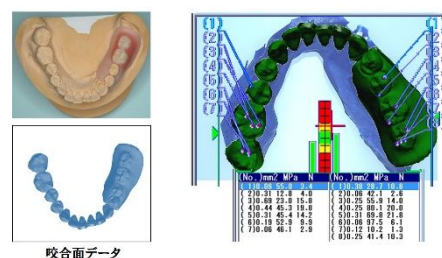 咬合面データ
(1)
(2)
(3)
(4)
(5)
(6)
(7)
(No.)mm2 MPa N
( 2)0.31 12.8 4.0
( 3)0.69 23.0 15.8
( 4)0.44 45.3 19.8
( 5)0.31 45.4 14.2
( 6)0.19 52.9 9.9
( 7)0.06 46.1 2.9
(No.)mm2 MPa N
( 1)0.38 28.7 10.8
( 2)0.06 42.1 2.6
( 3)0.25 55.9 14.0
( 4)0.25 80.1 20.0
( 5)0.31 69.8 21.8
( 6)0.06 97.5 6.1
( 7)0.12 10.2 1.3
( 8)0.25 41.4 10.3